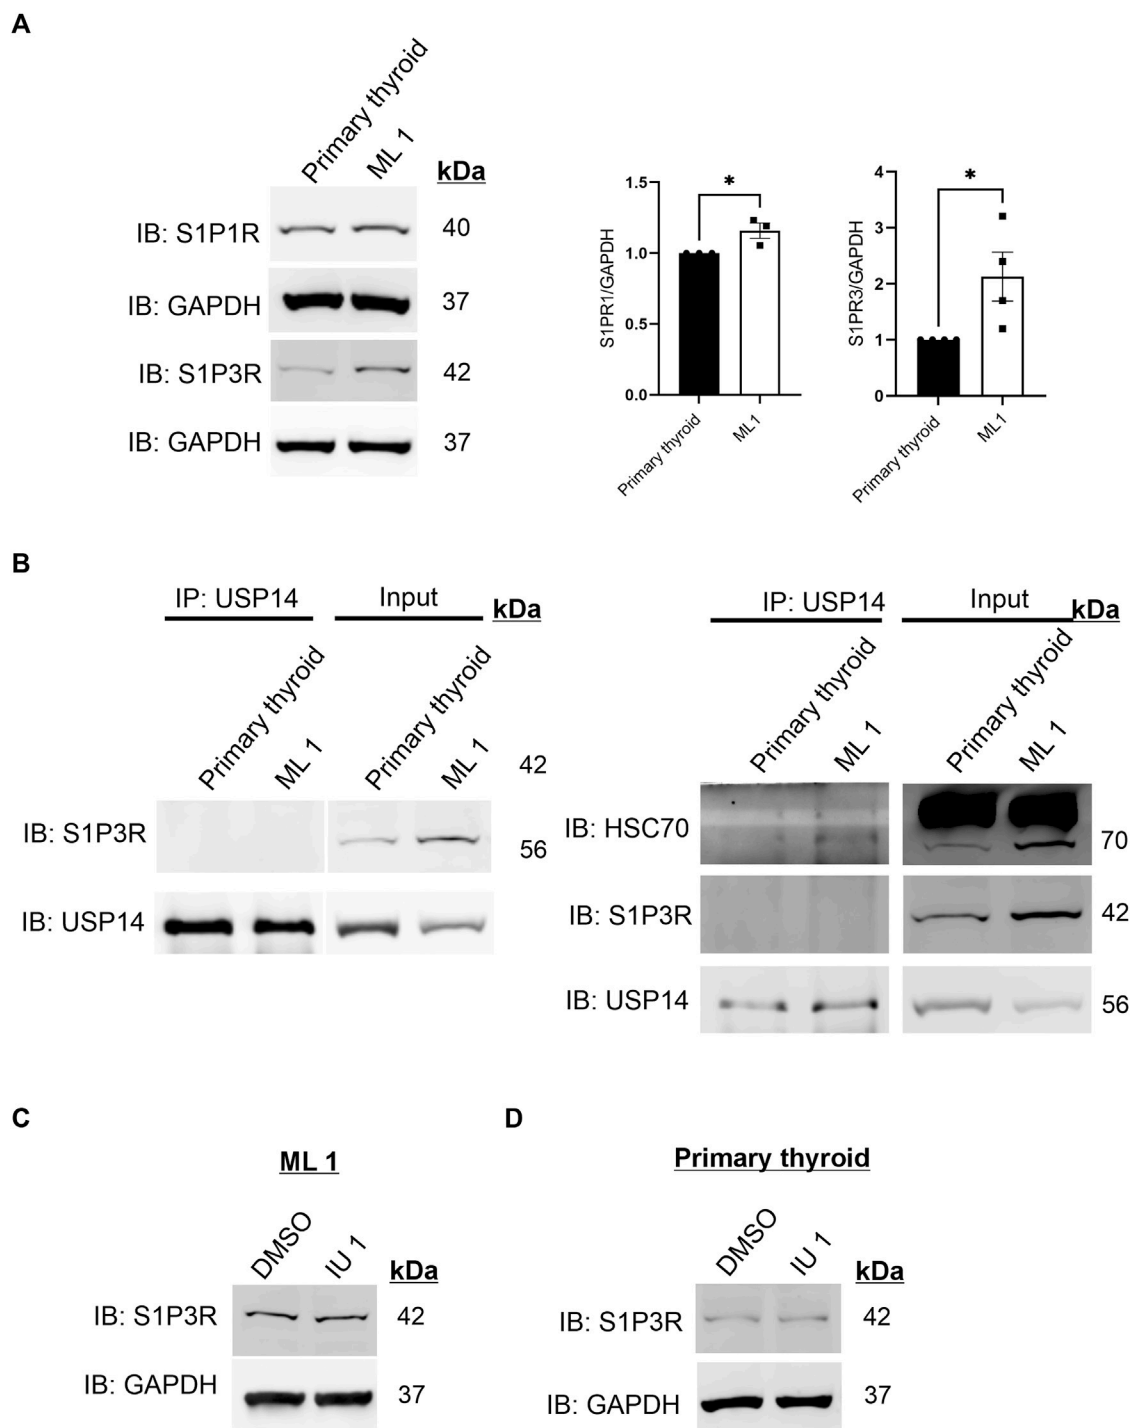 A
Primary thyroid
ML 1
kDa
IB: S1P1R
40
IB: GAPDH
37
IB: S1P3R
42
IB: GAPDH
37
S1PR1/GAPDH
1.5
1.0
0.5
0.0
*
Primary thyroid
ML1
S1PR3/GAPDH
4
3
2
1
0
*
Primary thyroid
ML1
B
IP: USP14
Input
kDa
Primary thyroid
ML 1
Primary thyroid
ML 1
42
IB: S1P3R
56
IB: USP14
IP: USP14
Input
kDa
Primary thyroid
ML 1
Primary thyroid
ML 1
IB: HSC70
70
IB: S1P3R
42
IB: USP14
56
C
ML 1
DMSO
IU 1
kDa
IB: S1P3R
42
IB: GAPDH
37
D
Primary thyroid
DMSO
IU 1
kDa
IB: S1P3R
42
IB: GAPDH
37